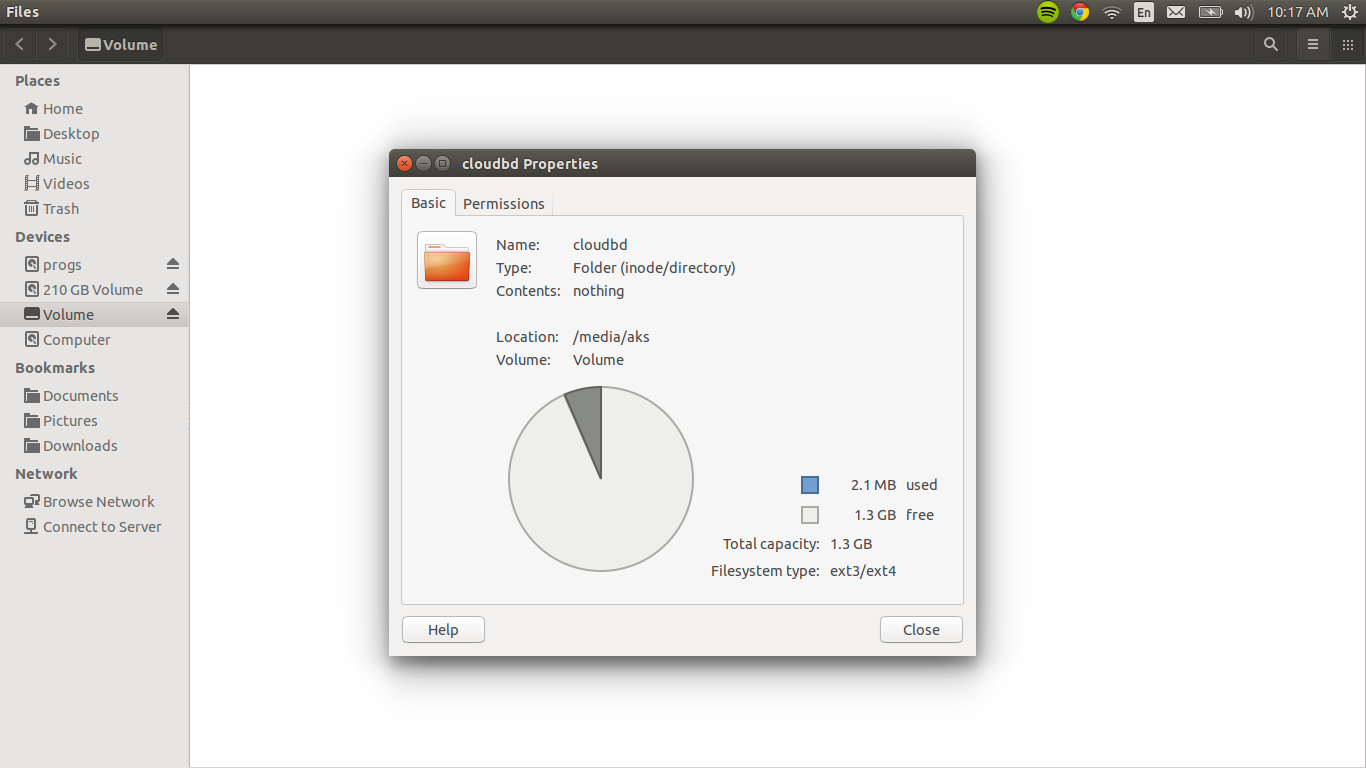 Files
En
10:17 AM
Volume
Places
Home
Desktop
Music
Videos
Trash
Devices
progs
210 GB Volume
Volume
Computer
Bookmarks
Documents
Pictures
Downloads
Network
Browse Network
Connect to Server
cloudbd Properties
Basic Permissions
Name: cloudbd
Type: Folder (inode/directory)
Contents: nothing
Location: /media/aks
Volume: Volume
2.1 MB used
1.3 GB free
Total capacity: 1.3 GB
Filesystem type: ext3/ext4
Help Close